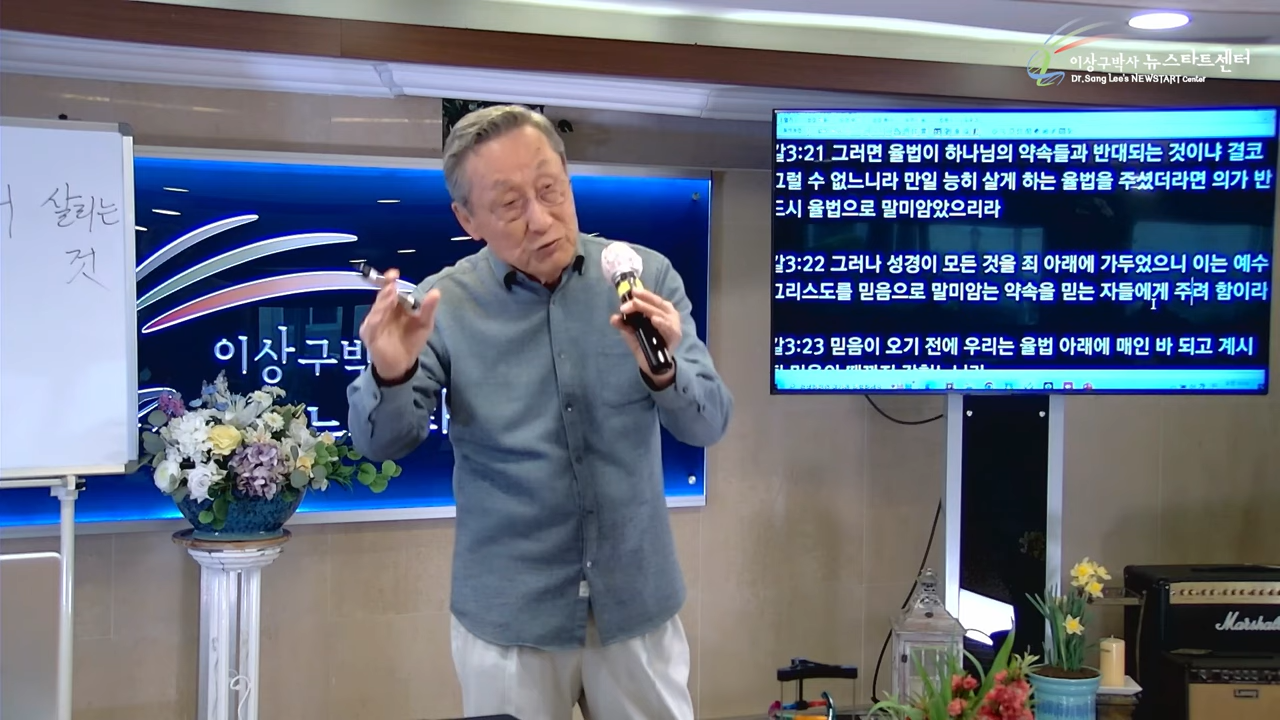 이상구박사 뉴스타트센터
Dr. Sang Lee's NEWSTART Center
살리는
것
이상구박
갈3:21 그러면 율법이 하나님의 약속들과 반대되는 것이냐 결코
그럴 수 없느니라 만일 능히 살게 하는 율법을 주셨더라면 의가 반
드시 율법으로 말미암았으리라
갈3:22 그러나 성경이 모든 것을 죄 아래에 가두었으니 이는 예수
그리스도를 믿음으로 말미암는 약속을 믿는 자들에게 주려 함이라
갈3:23 믿음이 오기 전에 우리는 율법 아래에 매인 바 되고 계시
Marshall
Laney